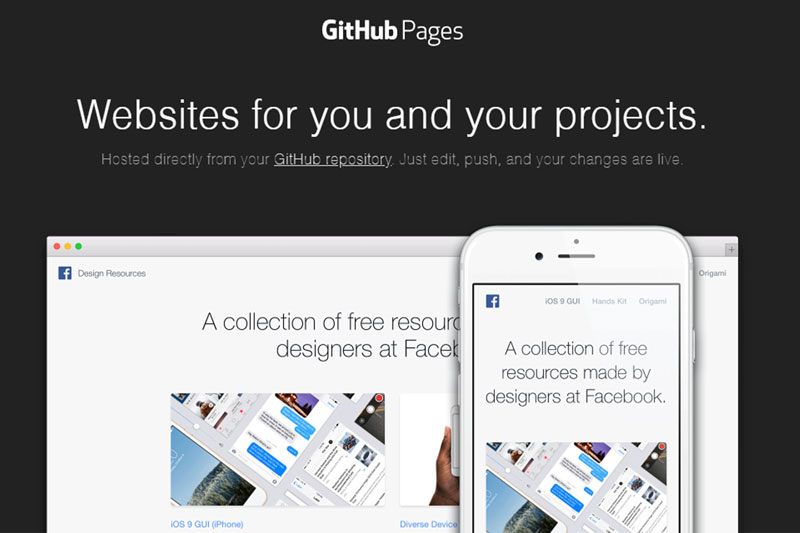 GitHub Pages
Websites for you and your projects.
Hosted directly from your GitHub repository. Just edit, push, and your changes are live.
Design Resources
Origami
A collection of free resourc
designers at Faceb
iOS 9 GUI (iPhone)
Diverse Device
iOS 9 GUI Hands Kit Origami
A collection of free
resources made by
designers at Facebook.